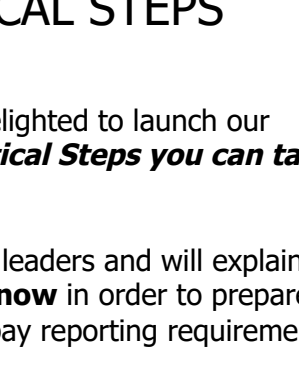 CAL STEPS
elighted to launch our
tical Steps you can ta
leaders and will explain
now in order to prepare
pay reporting requireme